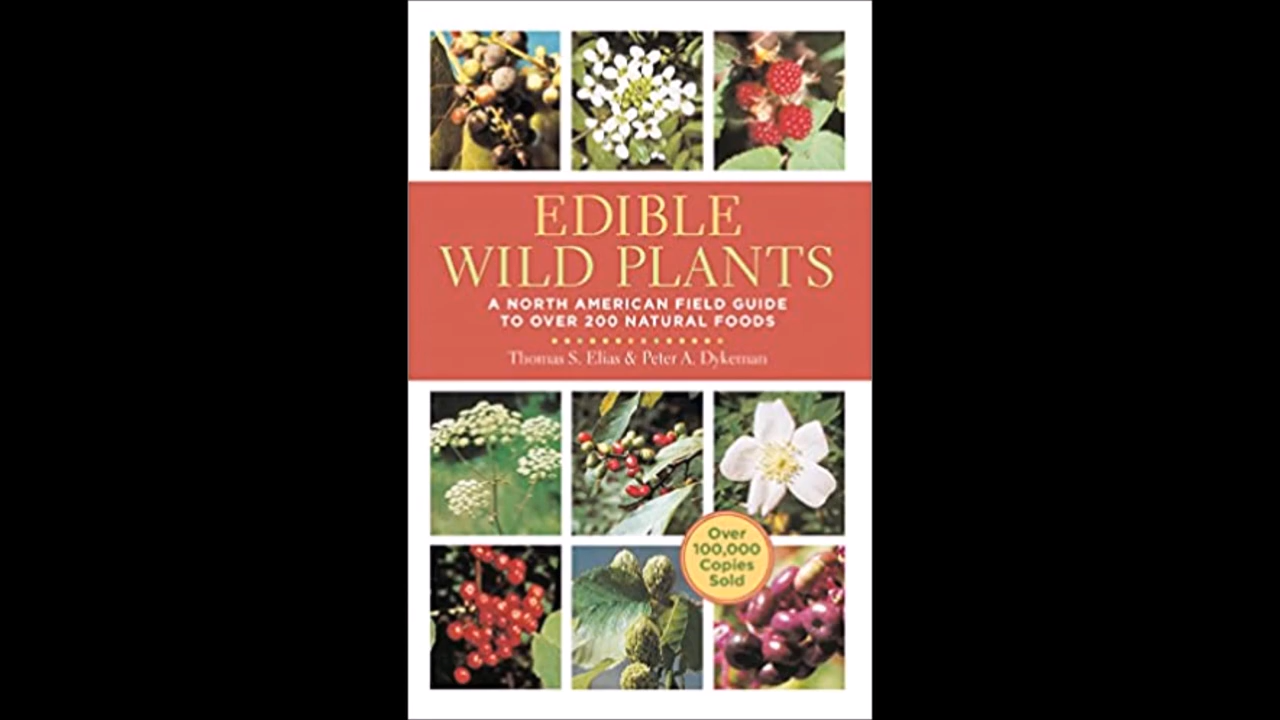 EDIBLE
WILD PLANTS
A NORTH AMERICAN FIELD GUIDE
TO OVER 200 NATURAL FOODS
Thomas S. Elias & Peter A. Dykeman
Over
100,000
Copies
Sold